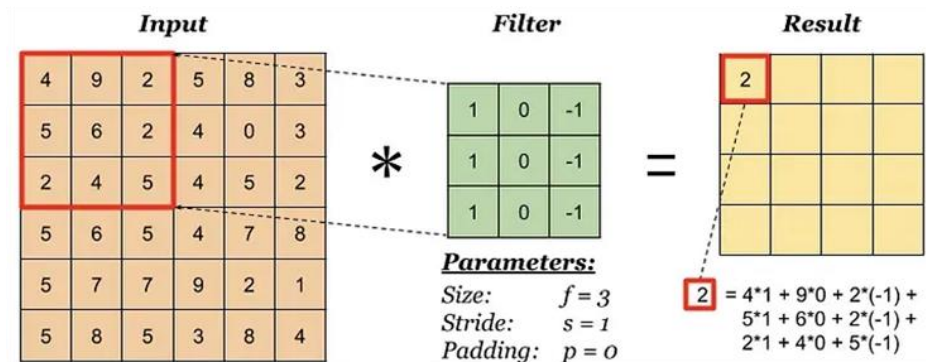 Input Filter Result
4 9 2 5 8 3
5 6 2 4 0 3
2 4 5 4 5 2
5 6 5 4 7 8
5 7 7 9 2 1
5 8 5 3 8 4
*
1 0 -1
1 0 -1
1 0 -1
=
2
Parameters:
Size: f = 3
Stride: s = 1
Padding: p = 0
2 = 4*1 + 9*0 + 2*(-1) +
5*1 + 6*0 + 2*(-1) +
2*1 + 4*0 + 5*(-1)